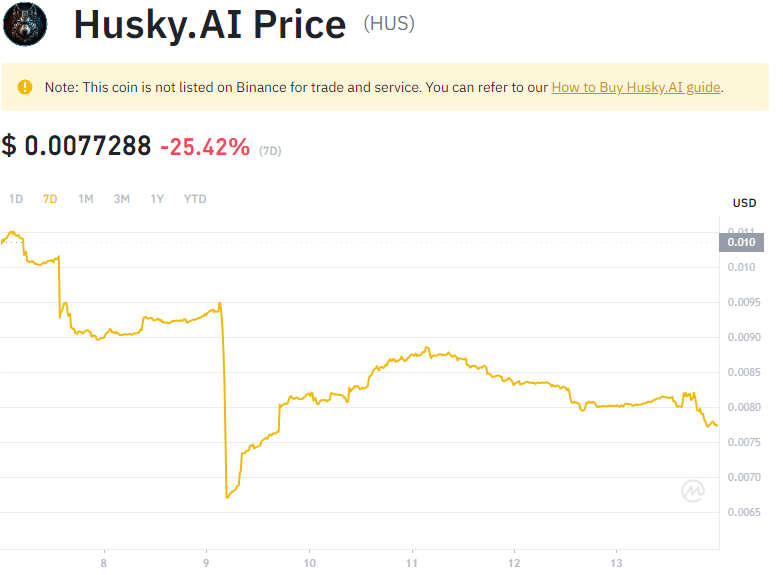 Husky.AI Price (HUS)
Note: This coin is not listed on Binance for trade and service. You can refer to our How to Buy Husky.AI guide.
$ 0.0077288 -25.42% (7D)
1D 7D 1M 3M 1Y YTD
USD
0.011
0.010
0.010
0.0095
0.0090
0.0085
0.0080
0.0075
0.0070
0.0065
8 9 10 11 12 13